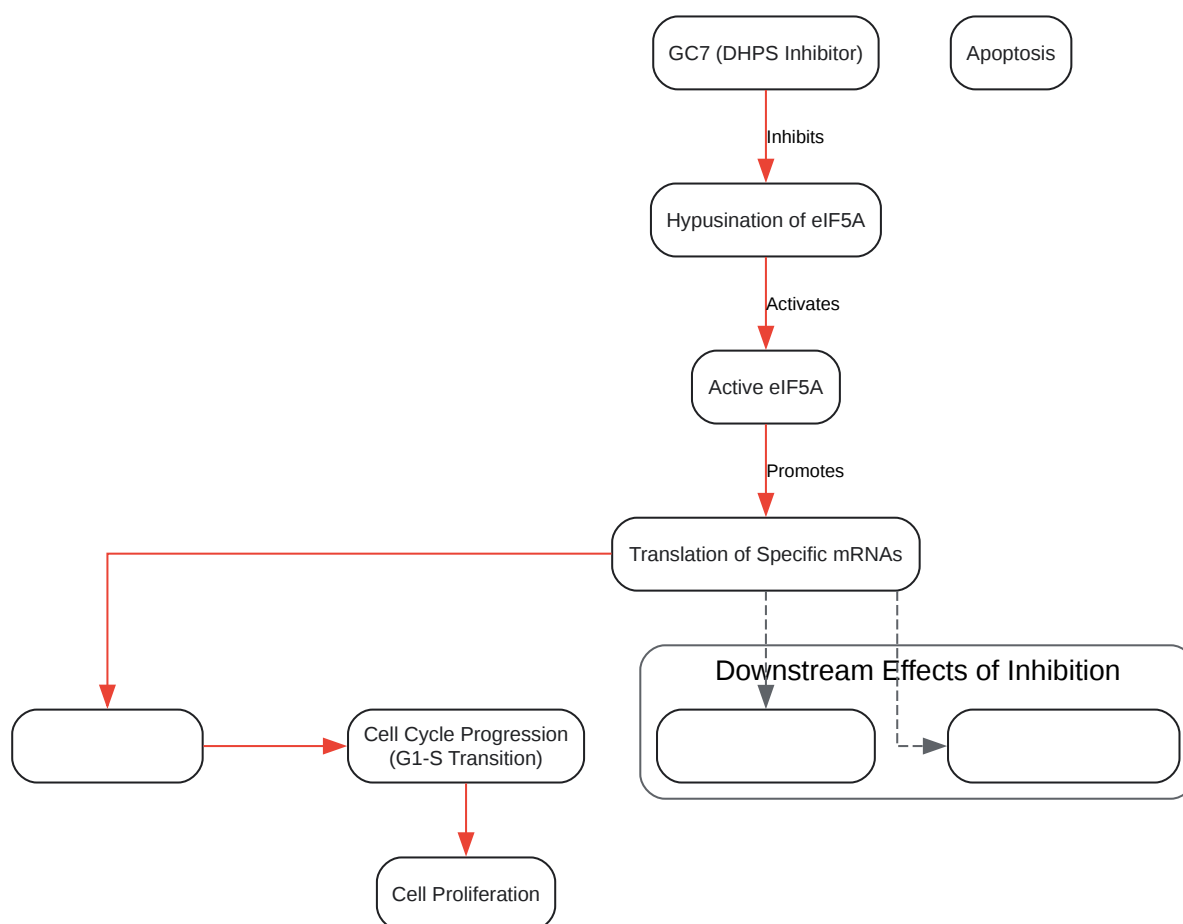 GC7 (DHPS Inhibitor)
Apoptosis
Inhibits
Hypusination of eIF5A
Activates
Active eIF5A
Promotes
Translation of Specific mRNAs
Downstream Effects of Inhibition
Cell Cycle Progression
(G1-S Transition)
Cell Proliferation